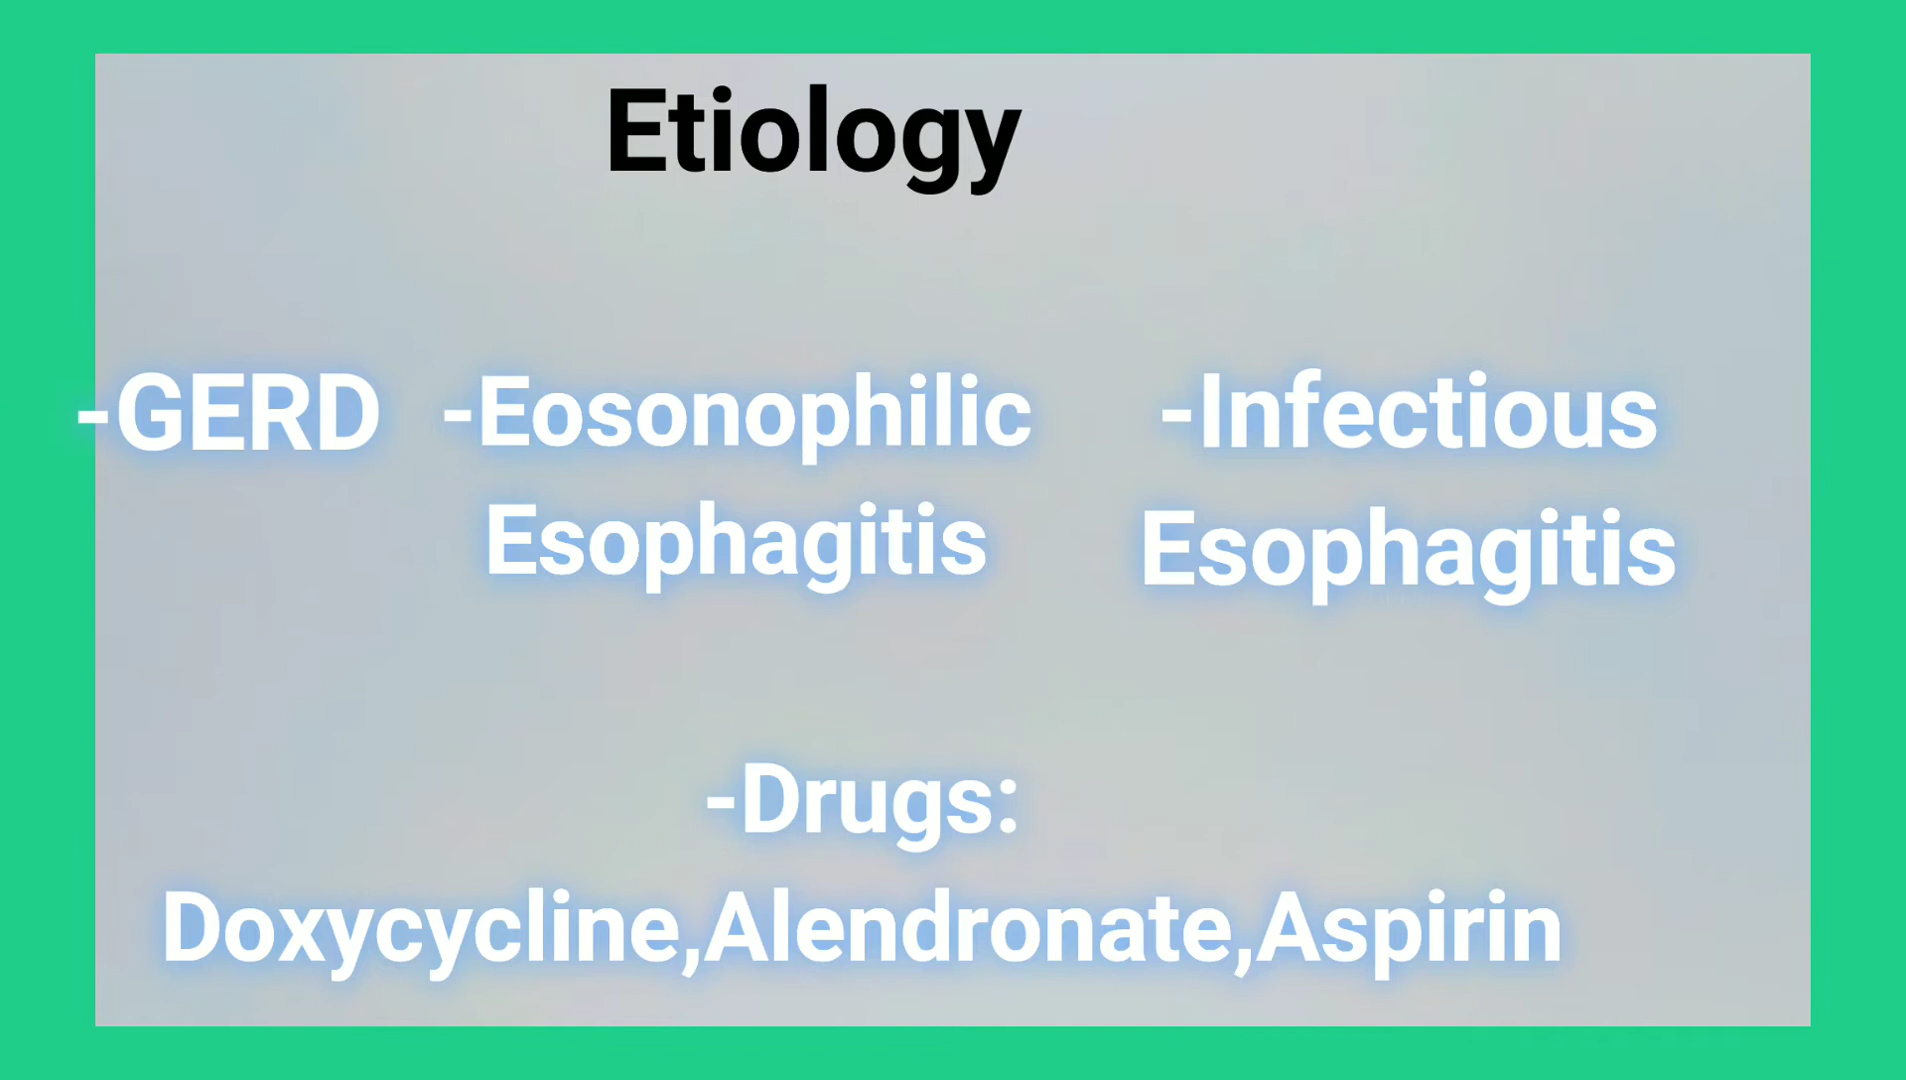 Etiology
-GERD
-Eosonophilic
Esophagitis
-Infectious
Esophagitis
-Drugs:
Doxycycline,Alendronate,Aspirin